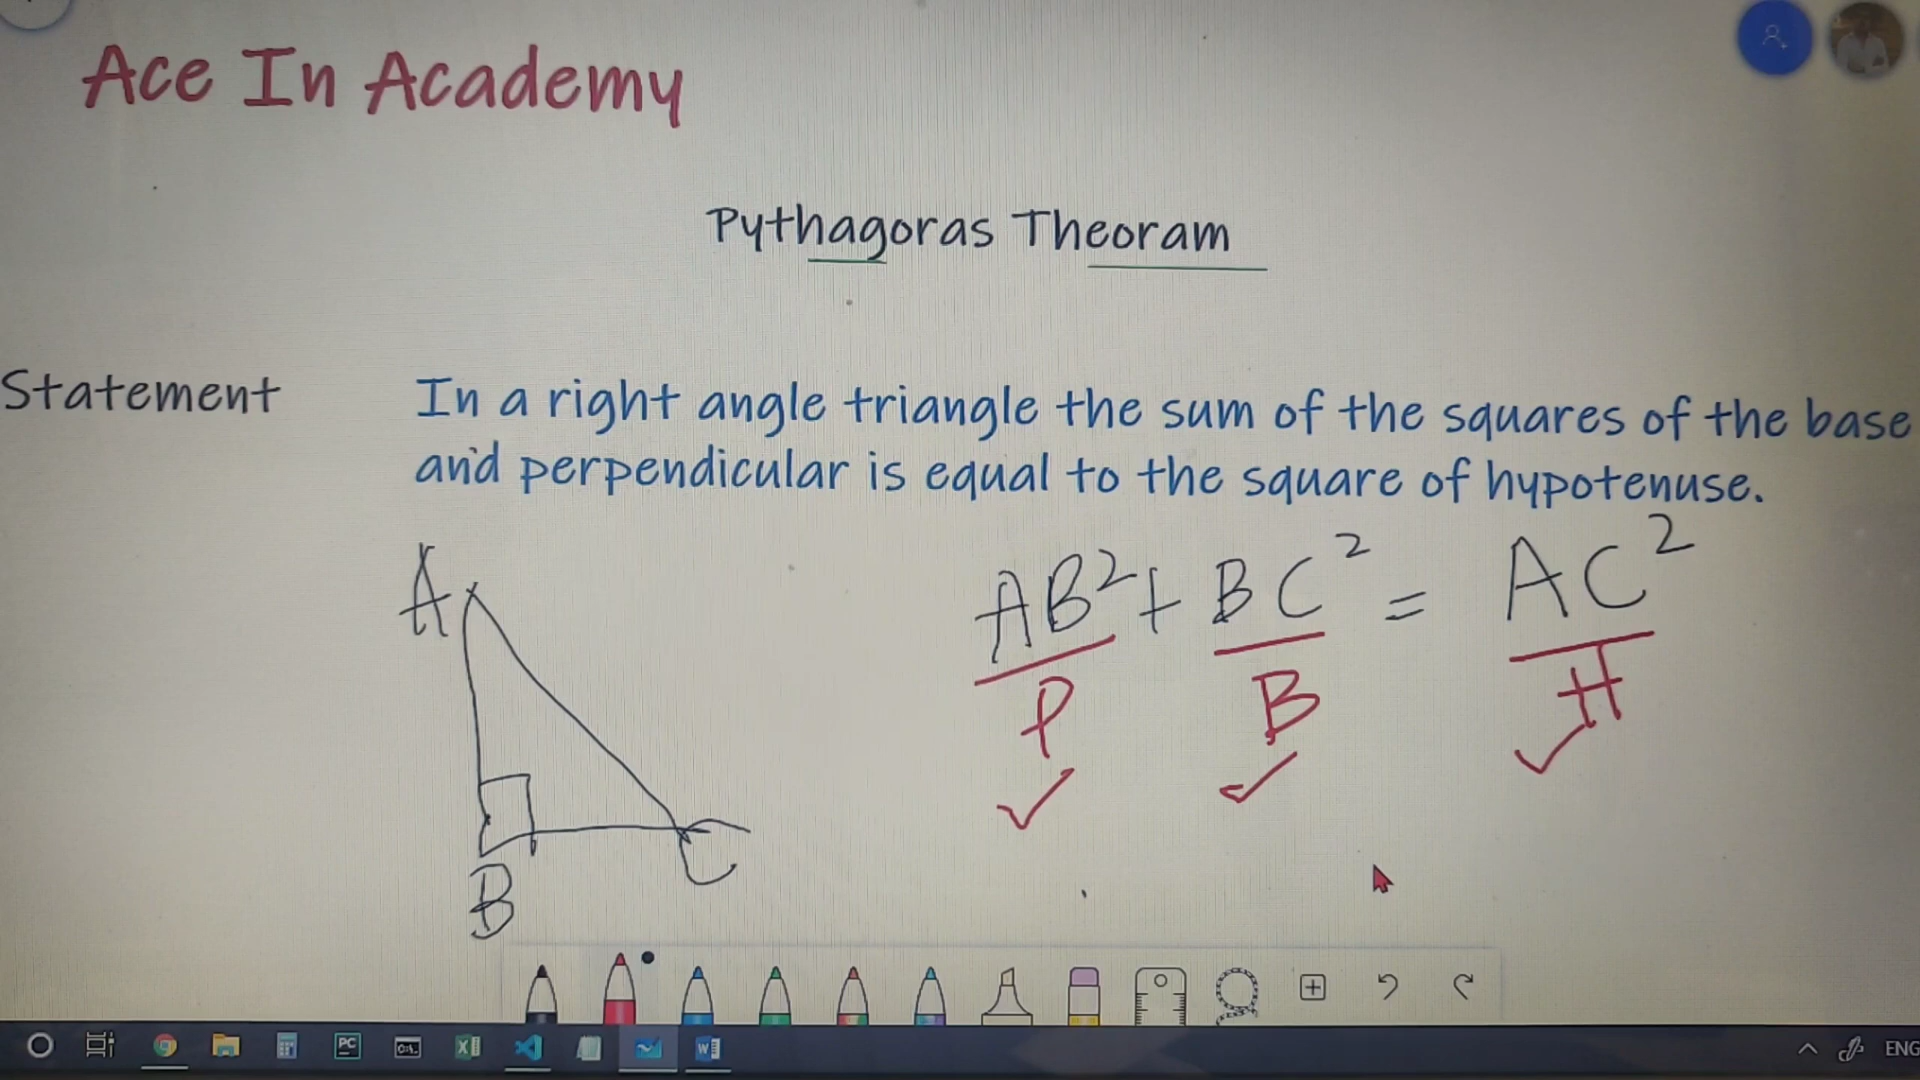 Ace In Academy
Pythagoras Theoram
Statement
In a right angle triangle the sum of the squares of the base
and perpendicular is equal to the square of hypotenuse.
A
AB² + BC² = AC²
P B H
B C
PC
C:\.
ENG